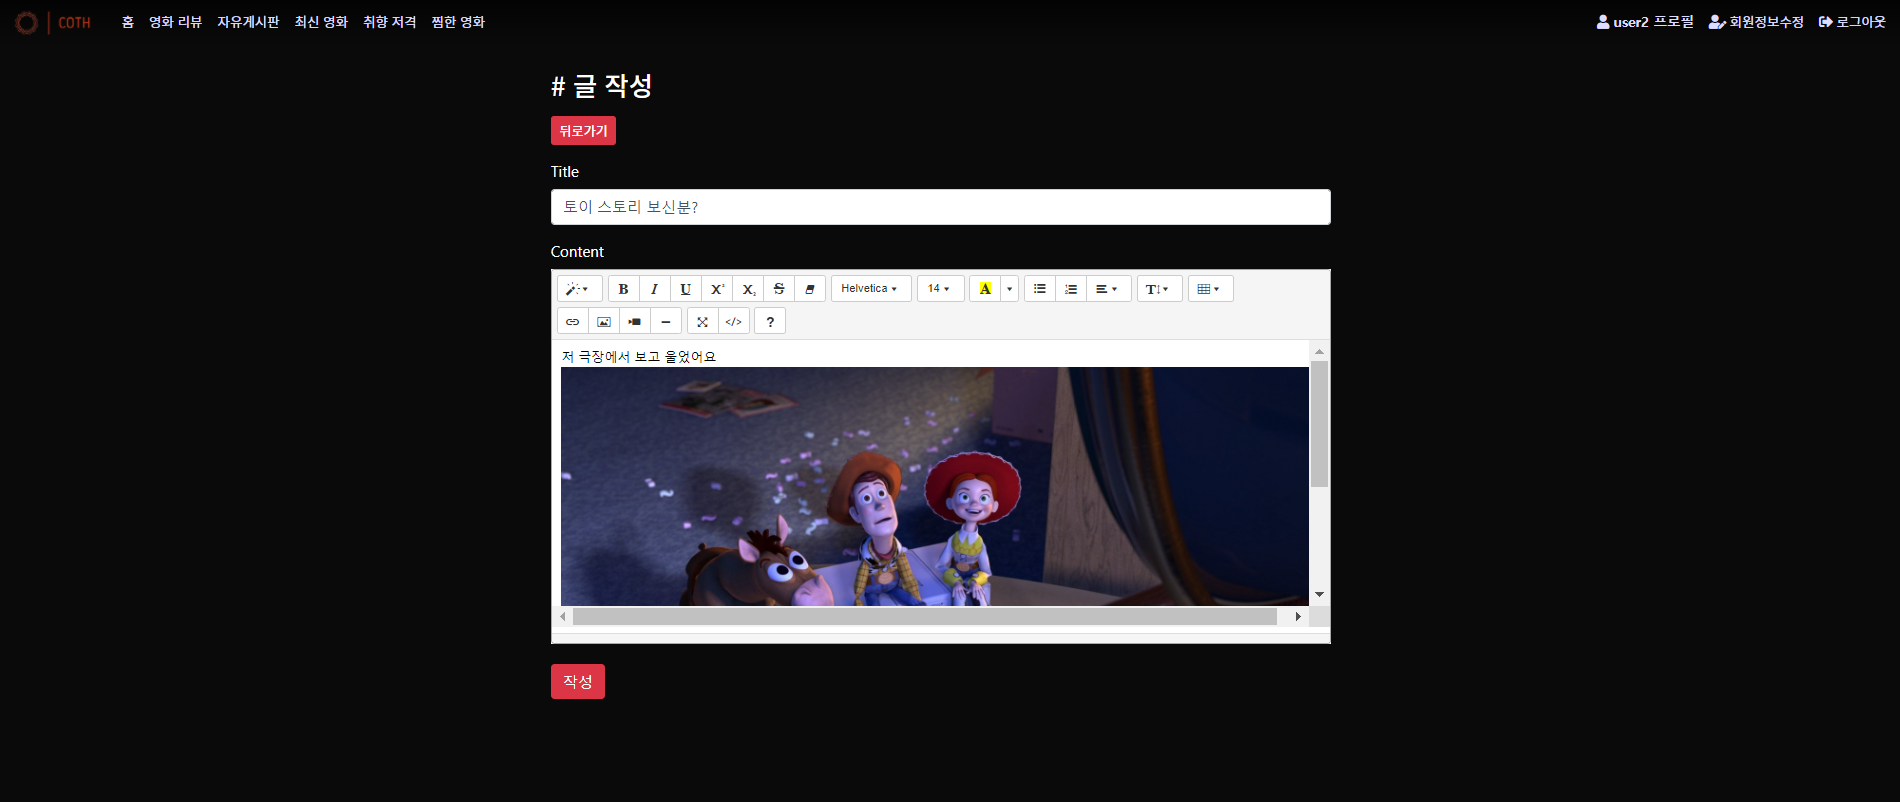 COTH 홈 영화 리뷰 자유게시판 최신 영화 취향 저격 찜한 영화 user2 프로필 회원정보수정 로그아웃
# 글 작성
뒤로가기
Title
토이 스토리 보신분?
Content
B I U X² X₂ S Helvetica 14 A T </> ?
저 극장에서 보고 울었어요
작성